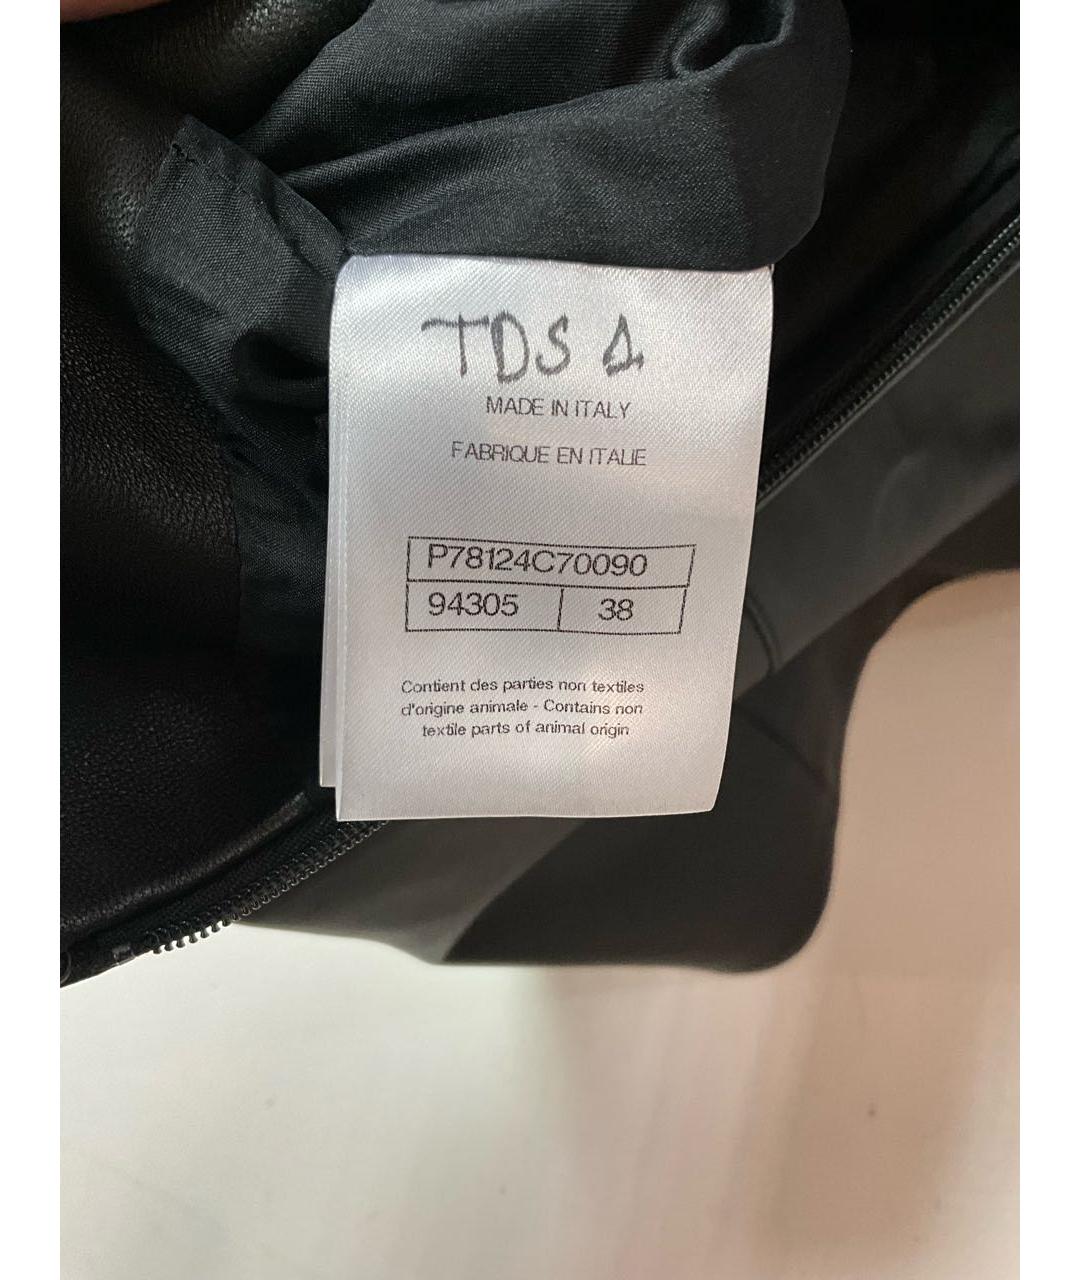 TDS Δ
MADE IN ITALY
FABRIQUE EN ITALIE
P78124C70090
94305 38
Contient des parties non textiles
d'origine animale - Contains non
textile parts of animal origin